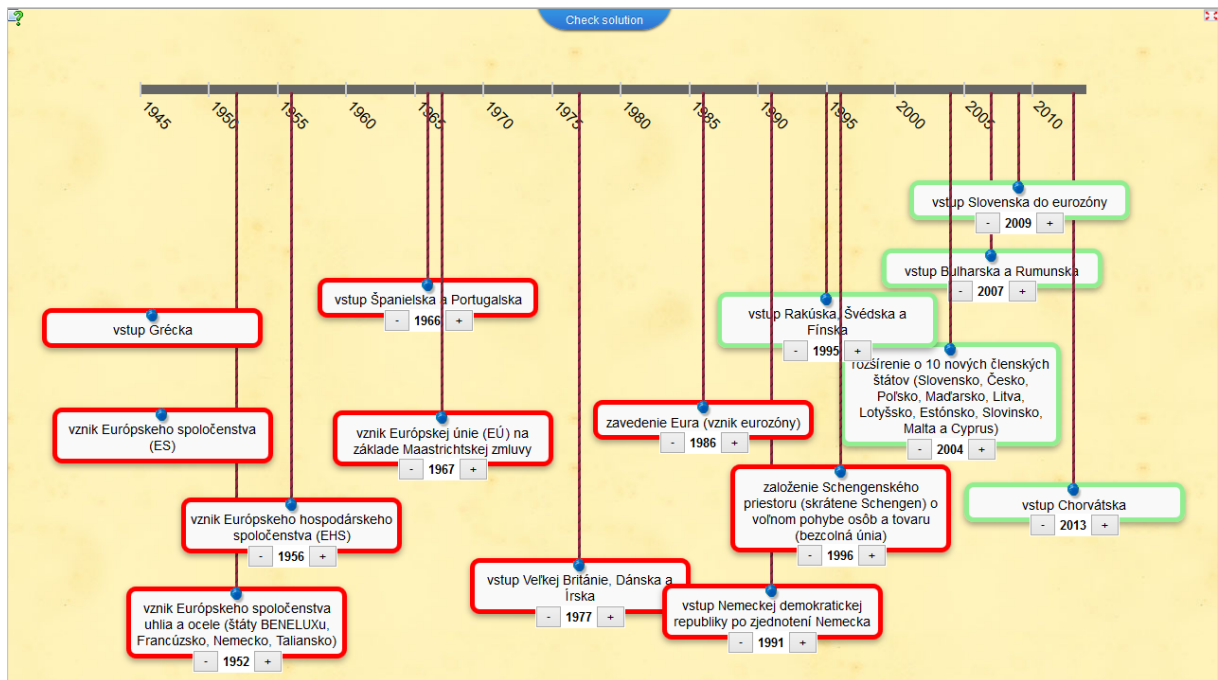 Check solution
1945
1950
1955
1960
1965
1970
1975
1980
1985
1990
1995
2000
2005
2010
vstup Slovenska do eurozóny
- 2009 +
vstup Bulharska a Rumunska
- 2007 +
vstup Španielska a Portugalska
- 1966 +
vstup Rakúska, Švédska a
Fínska
- 1995 +
vstup Grécka
rozšírenie o 10 nových členských
štátov (Slovensko, Česko,
Poľsko, Maďarsko, Litva,
Lotyšsko, Estónsko, Slovinsko,
Malta a Cyprus)
- 2004 +
vznik Európskeho spoločenstva
(ES)
vznik Európskej únie (EÚ) na
základe Maastrichtskej zmluvy
- 1967 +
zavedenie Eura (vznik eurozóny)
- 1986 +
založenie Schengenského
priestoru (skrátene Schengen) o
voľnom pohybe osôb a tovaru
(bezcolná únia)
- 1996 +
vstup Chorvátska
- 2013 +
vznik Európskeho hospodárskeho
spoločenstva (EHS)
- 1956 +
vstup Veľkej Británie, Dánska a
Írska
- 1977 +
vznik Európskeho spoločenstva
uhlia a ocele (štáty BENELUXu,
Francúzsko, Nemecko, Taliansko)
- 1952 +
vstup Nemeckej demokratickej
republiky po zjednotení Nemecka
- 1991 +